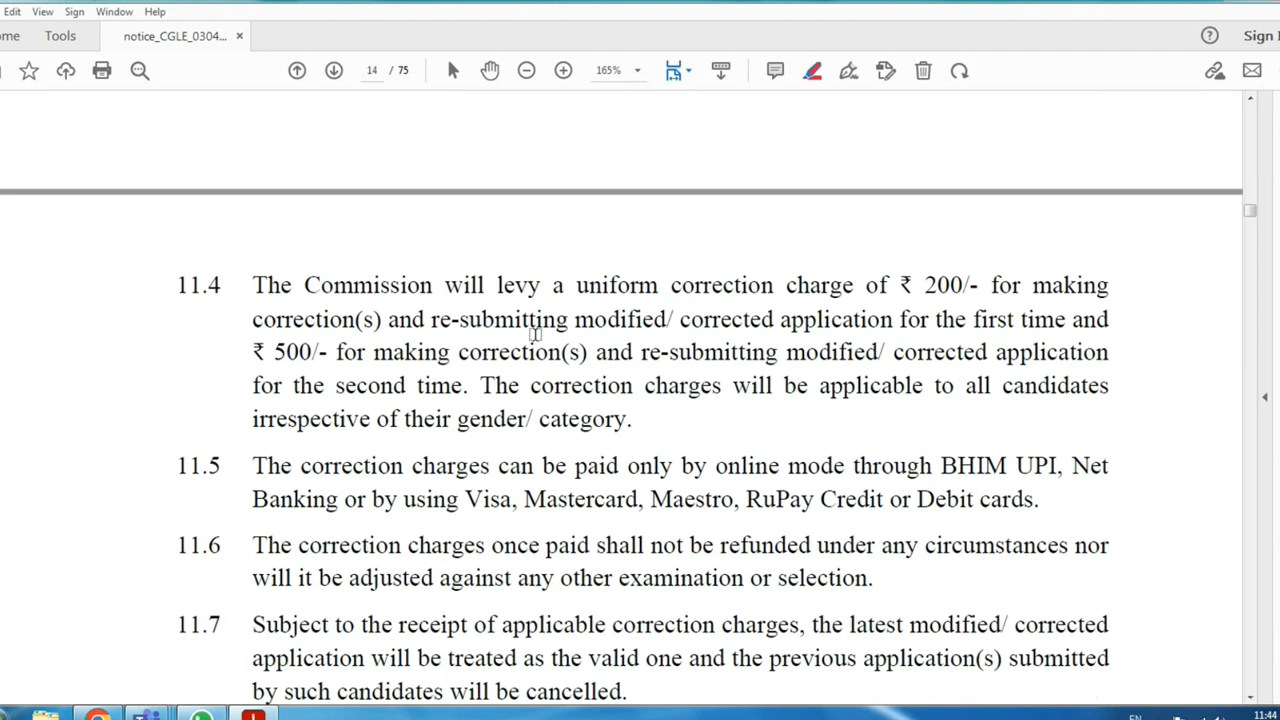 Edit View Sign Window Help
ome Tools notice_CGLE_0304... × Sign I
14 / 75 165%
11.4 The Commission will levy a uniform correction charge of ₹ 200/- for making
correction(s) and re-submitting modified/ corrected application for the first time and
₹ 500/- for making correction(s) and re-submitting modified/ corrected application
for the second time. The correction charges will be applicable to all candidates
irrespective of their gender/ category.
11.5 The correction charges can be paid only by online mode through BHIM UPI, Net
Banking or by using Visa, Mastercard, Maestro, RuPay Credit or Debit cards.
11.6 The correction charges once paid shall not be refunded under any circumstances nor
will it be adjusted against any other examination or selection.
11.7 Subject to the receipt of applicable correction charges, the latest modified/ corrected
application will be treated as the valid one and the previous application(s) submitted
by such candidates will be cancelled.
EN 11:44